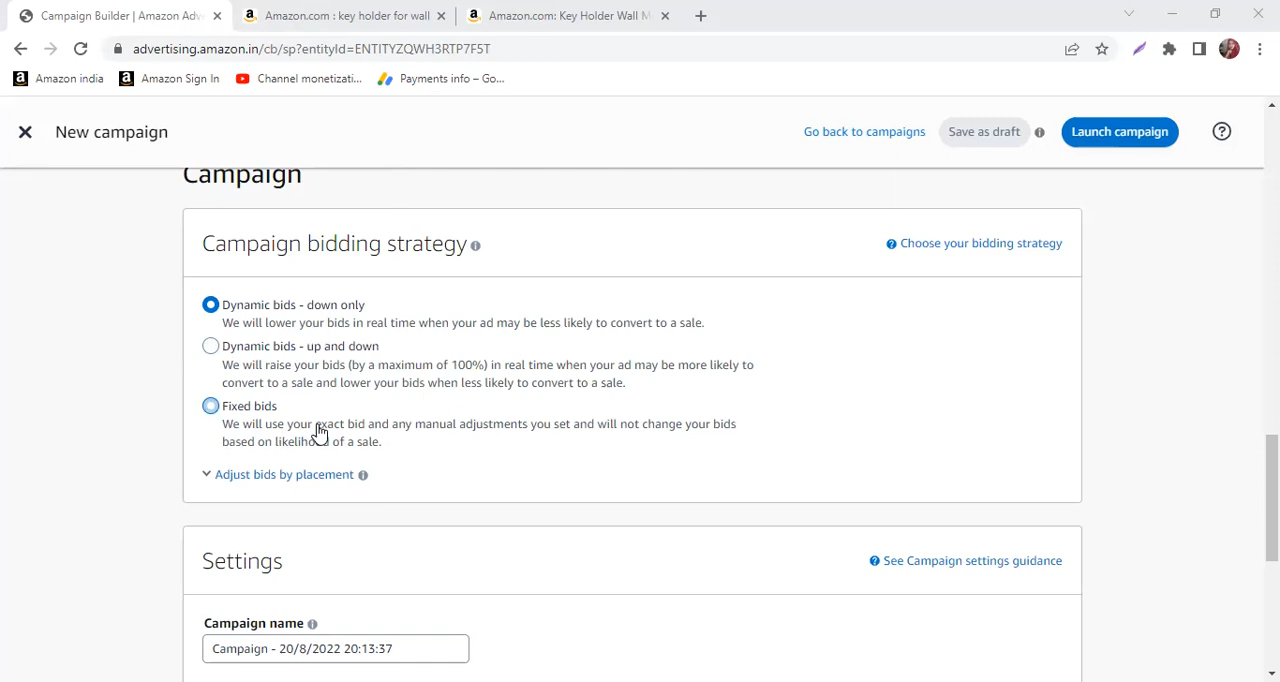 Campaign Builder | Amazon Adv
Amazon.com : key holder for wall
Amazon.com: Key Holder Wall M
advertising.amazon.in/cb/sp?entityId=ENTITYZQWH3RTP7F5T
Amazon india
Amazon Sign In
Channel monetizati...
Payments info – Go...
New campaign
Go back to campaigns
Save as draft
Launch campaign
Campaign
Campaign bidding strategy
Choose your bidding strategy
Dynamic bids - down only
We will lower your bids in real time when your ad may be less likely to convert to a sale.
Dynamic bids - up and down
We will raise your bids (by a maximum of 100%) in real time when your ad may be more likely to
convert to a sale and lower your bids when less likely to convert to a sale.
Fixed bids
We will use your exact bid and any manual adjustments you set and will not change your bids
based on likelihood of a sale.
Adjust bids by placement
Settings
See Campaign settings guidance
Campaign name
Campaign - 20/8/2022 20:13:37